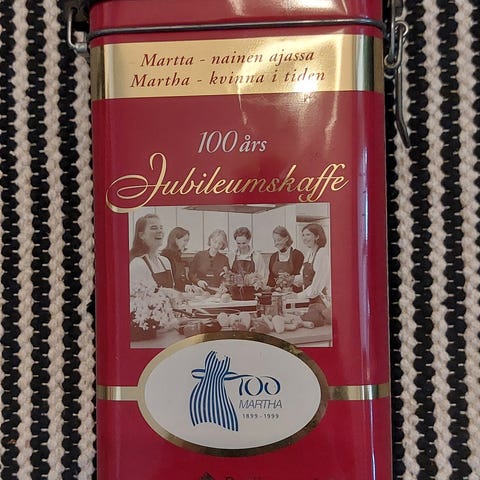 Martta - nainen ajassa
Martha - kvinna i tiden
100 års
Jubileumskaffe
100
MARTHA
1899-1999